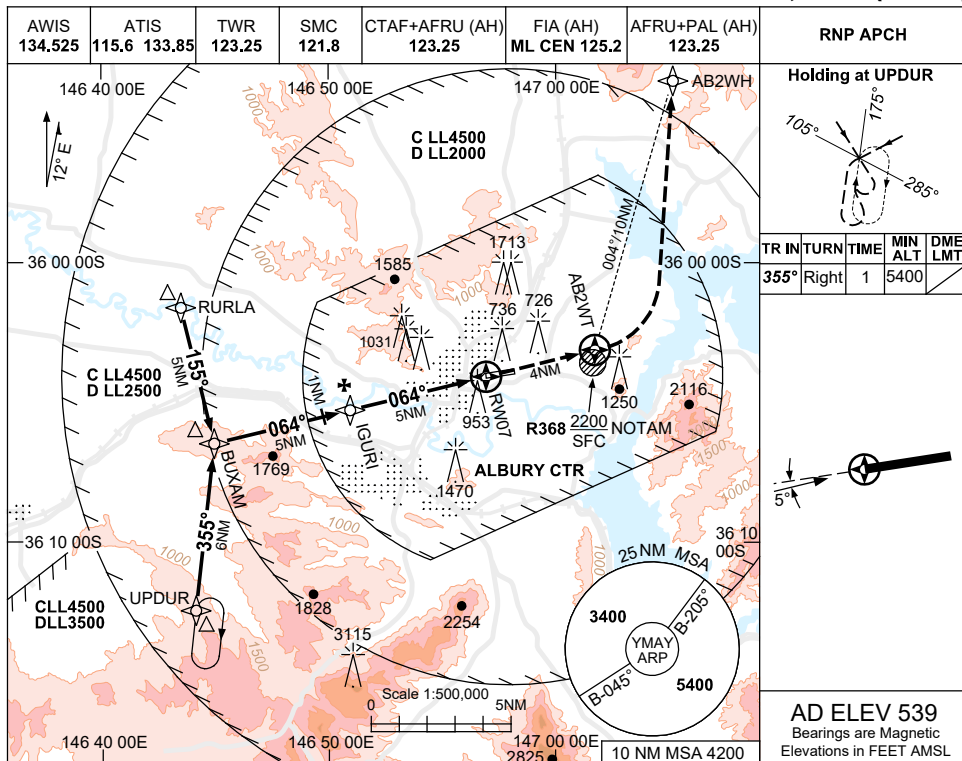 AWIS
134.525
ATIS
115.6 133.85
TWR
123.25
SMC
121.8
CTAF+AFRU (AH)
123.25
FIA (AH)
ML CEN 125.2
AFRU+PAL (AH)
123.25
RNP APCH
146 40 00E
146 50 00E
147 00 00E
AB2WH
1000
12° E
C LL4500
D LL2000
1000
004°/10NM
36 00 00S
36 00 00S
1713
1585
1000
RURLA
726
736
AB2WT
1031
155°
5NM
C LL4500
D LL2500
1NM
064°
5NM
4NM
RW07
953
1250
2116
R368
2200
SFC
NOTAM
064°
5NM
IGURI
BUXAM
1769
1470
ALBURY CTR
1500
1000
355°
6NM
1000
1000
36 10 00S
36 10
00S
1000
25 NM MSA
UPDUR
CLL4500
DLL3500
1828
2254
3115
1500
3400
YMAY
ARP
B-205°
B-045°
5400
Scale 1:500,000
0
5NM
146 40 00E
146 50 00E
147 00 00E
2825
10 NM MSA 4200
Holding at UPDUR
175°
105°
285°
TR IN
TURN
TIME
MIN
ALT
DME
LMT
355°
Right
1
5400
5°
AD ELEV 539
Bearings are Magnetic
Elevations in FEET AMSL